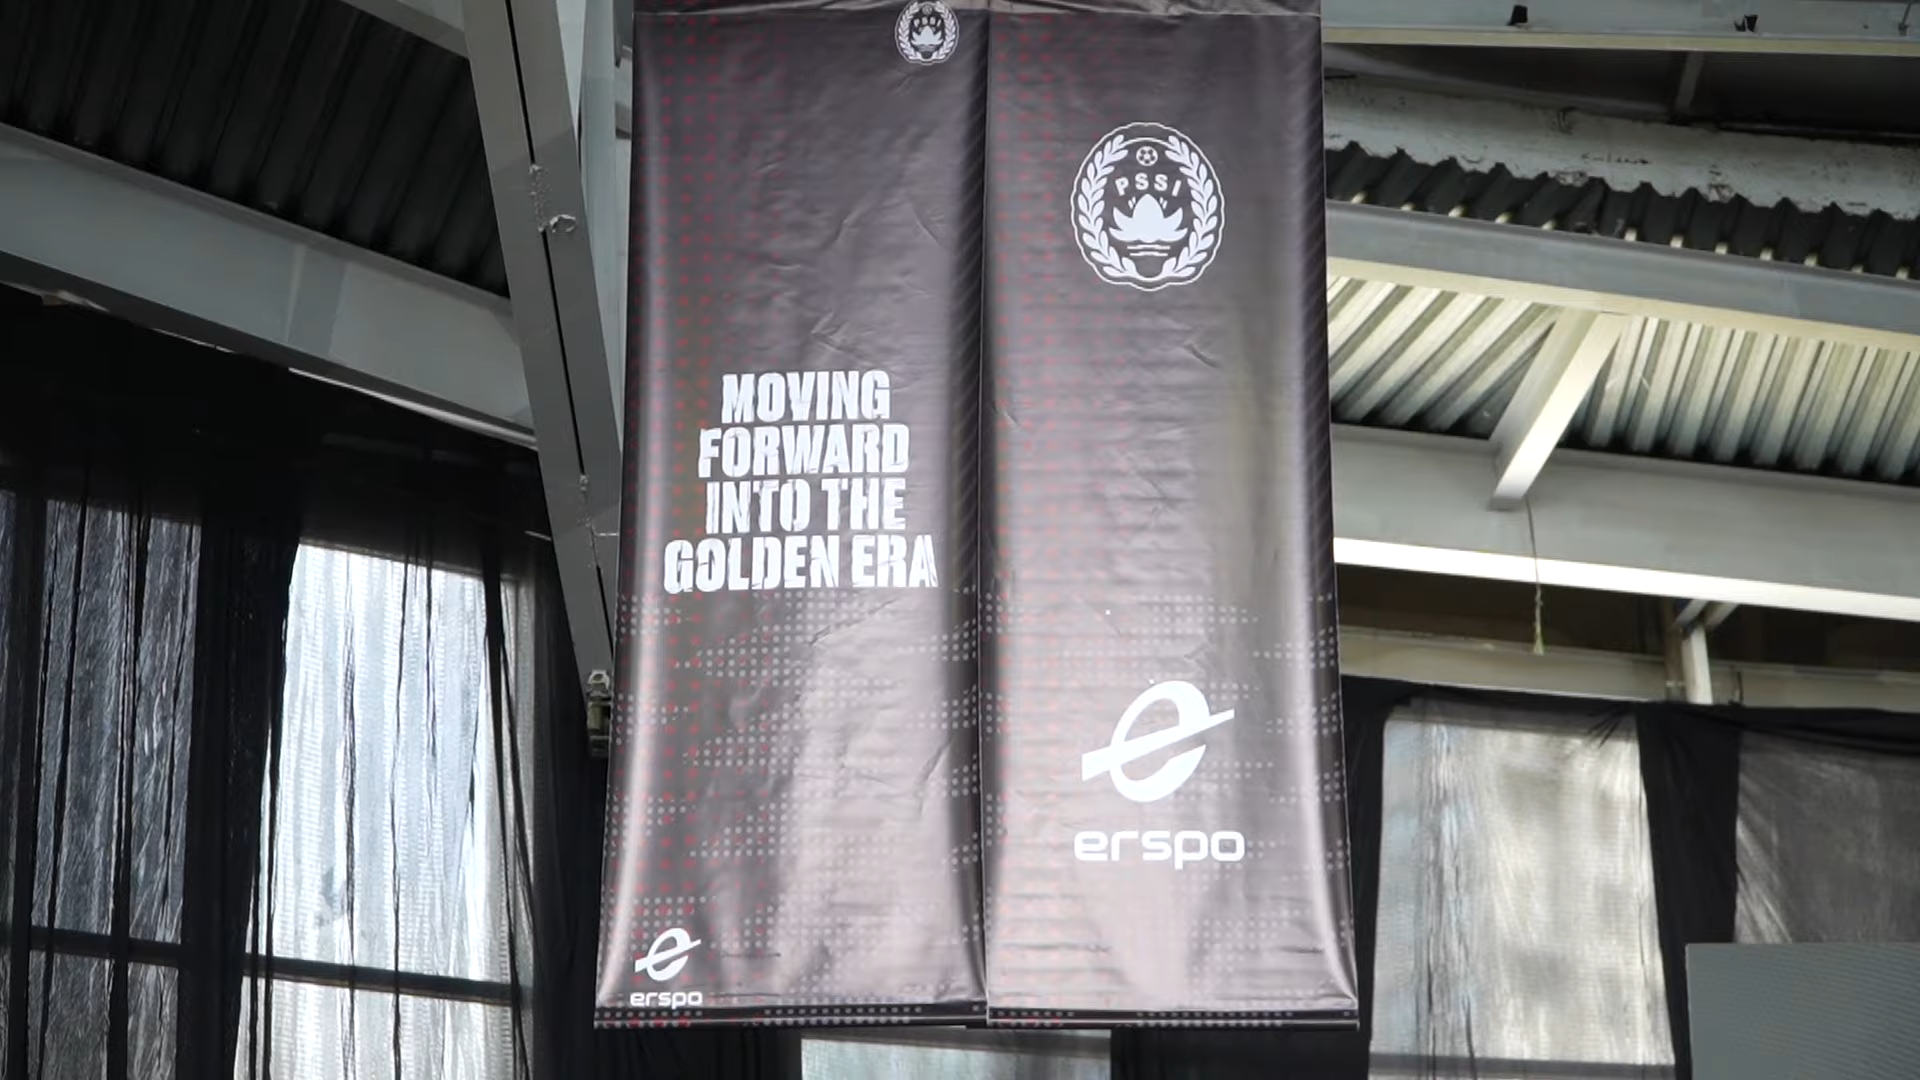 PSSI
MOVING
FORWARD
INTO THE
GOLDEN ERA
erspo
PSSI
erspo